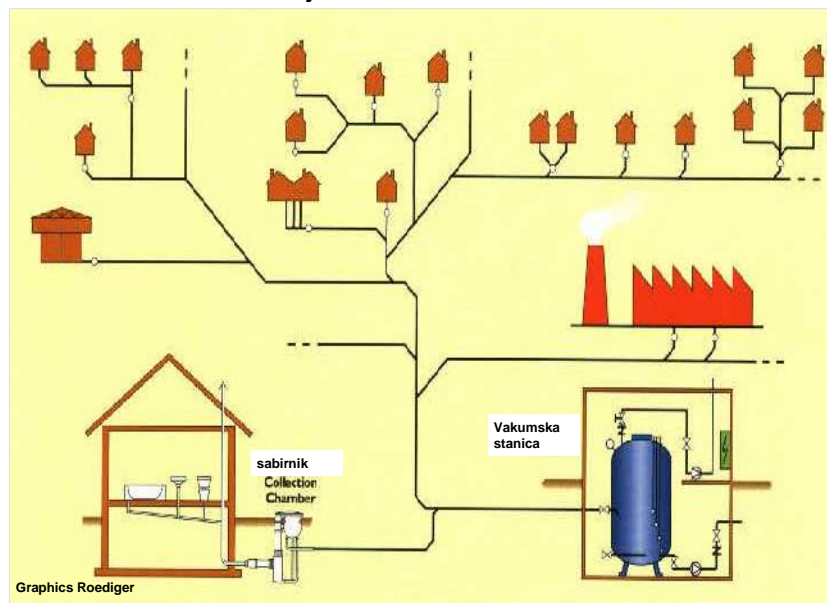 Vakumska
stanica
sabirnik
Collection
Chamber
Graphics Roediger